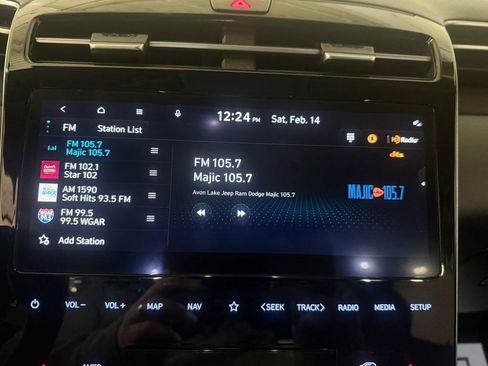 12:24 PM Sat, Feb. 14
FM Station List
1
HD Radio
dts
FM 105.7
Majic 105.7
FM 102.1
Star 102
AM 1590
Soft Hits 93.5 FM
FM 99.5
99.5 WGAR
Add Station
FM 105.7
Majic 105.7
Avon Lake Jeep Ram Dodge Majic 105.7
MAJIC 105.7
VOL− VOL+ MAP NAV <SEEK TRACK> RADIO MEDIA SETUP
AUTO